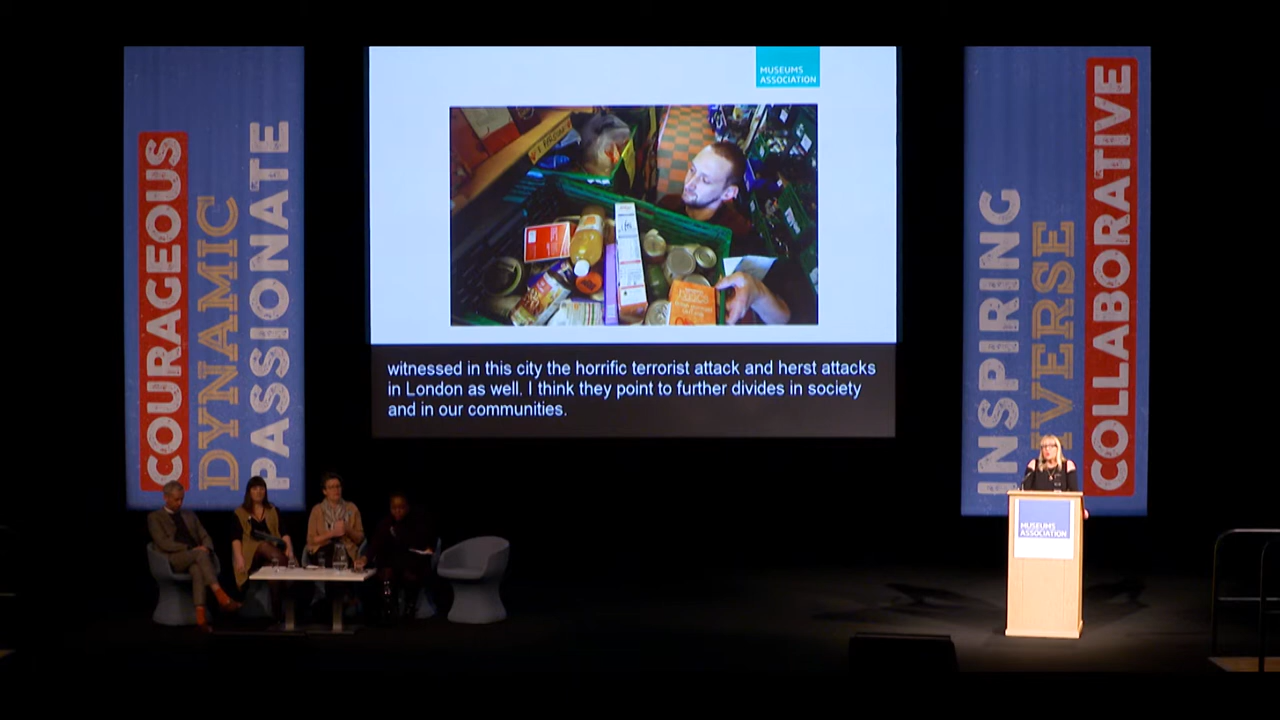 COURAGEOUS
DYNAMIC
PASSIONATE
MUSEUMS
ASSOCIATION
witnessed in this city the horrific terrorist attack and herst attacks
in London as well. I think they point to further divides in society
and in our communities.
INSPIRING
IVERSE
COLLABORATIVE
MUSEUMS
ASSOCIATION